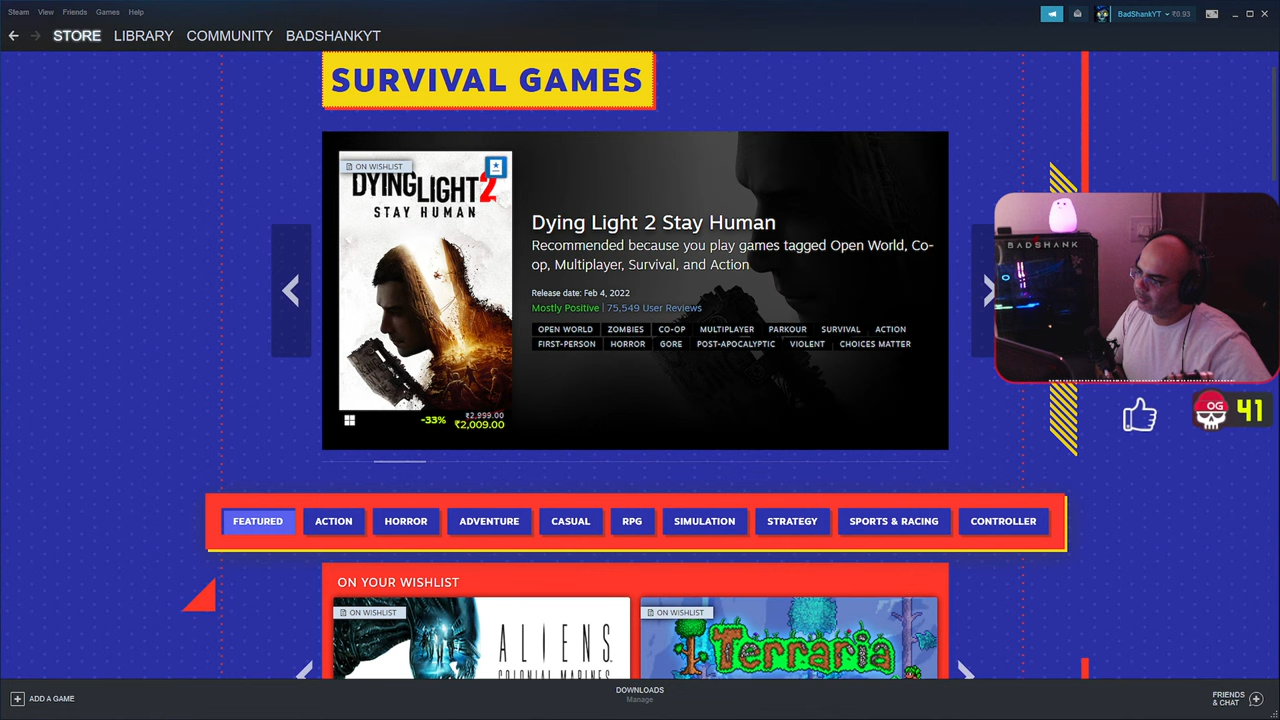 Steam View Friends Games Help
BadShankYT ₹0.93
STORE LIBRARY COMMUNITY BADSHANKYT
SURVIVAL GAMES
ON WISHLIST
DYING LIGHT 2
STAY HUMAN
Dying Light 2 Stay Human
Recommended because you play games tagged Open World, Co-
op, Multiplayer, Survival, and Action
Release date: Feb 4, 2022
Mostly Positive | 75,549 User Reviews
OPEN WORLD ZOMBIES CO-OP MULTIPLAYER PARKOUR SURVIVAL ACTION
FIRST-PERSON HORROR GORE POST-APOCALYPTIC VIOLENT CHOICES MATTER
-33% ₹2,999.00
₹2,009.00
BADSHANK
OG 41
FEATURED ACTION HORROR ADVENTURE CASUAL RPG SIMULATION STRATEGY SPORTS & RACING CONTROLLER
ON YOUR WISHLIST
ON WISHLIST
ALIENS
COLONIAL MARINES
ON WISHLIST
Terraria
ADD A GAME
DOWNLOADS
Manage
FRIENDS
& CHAT